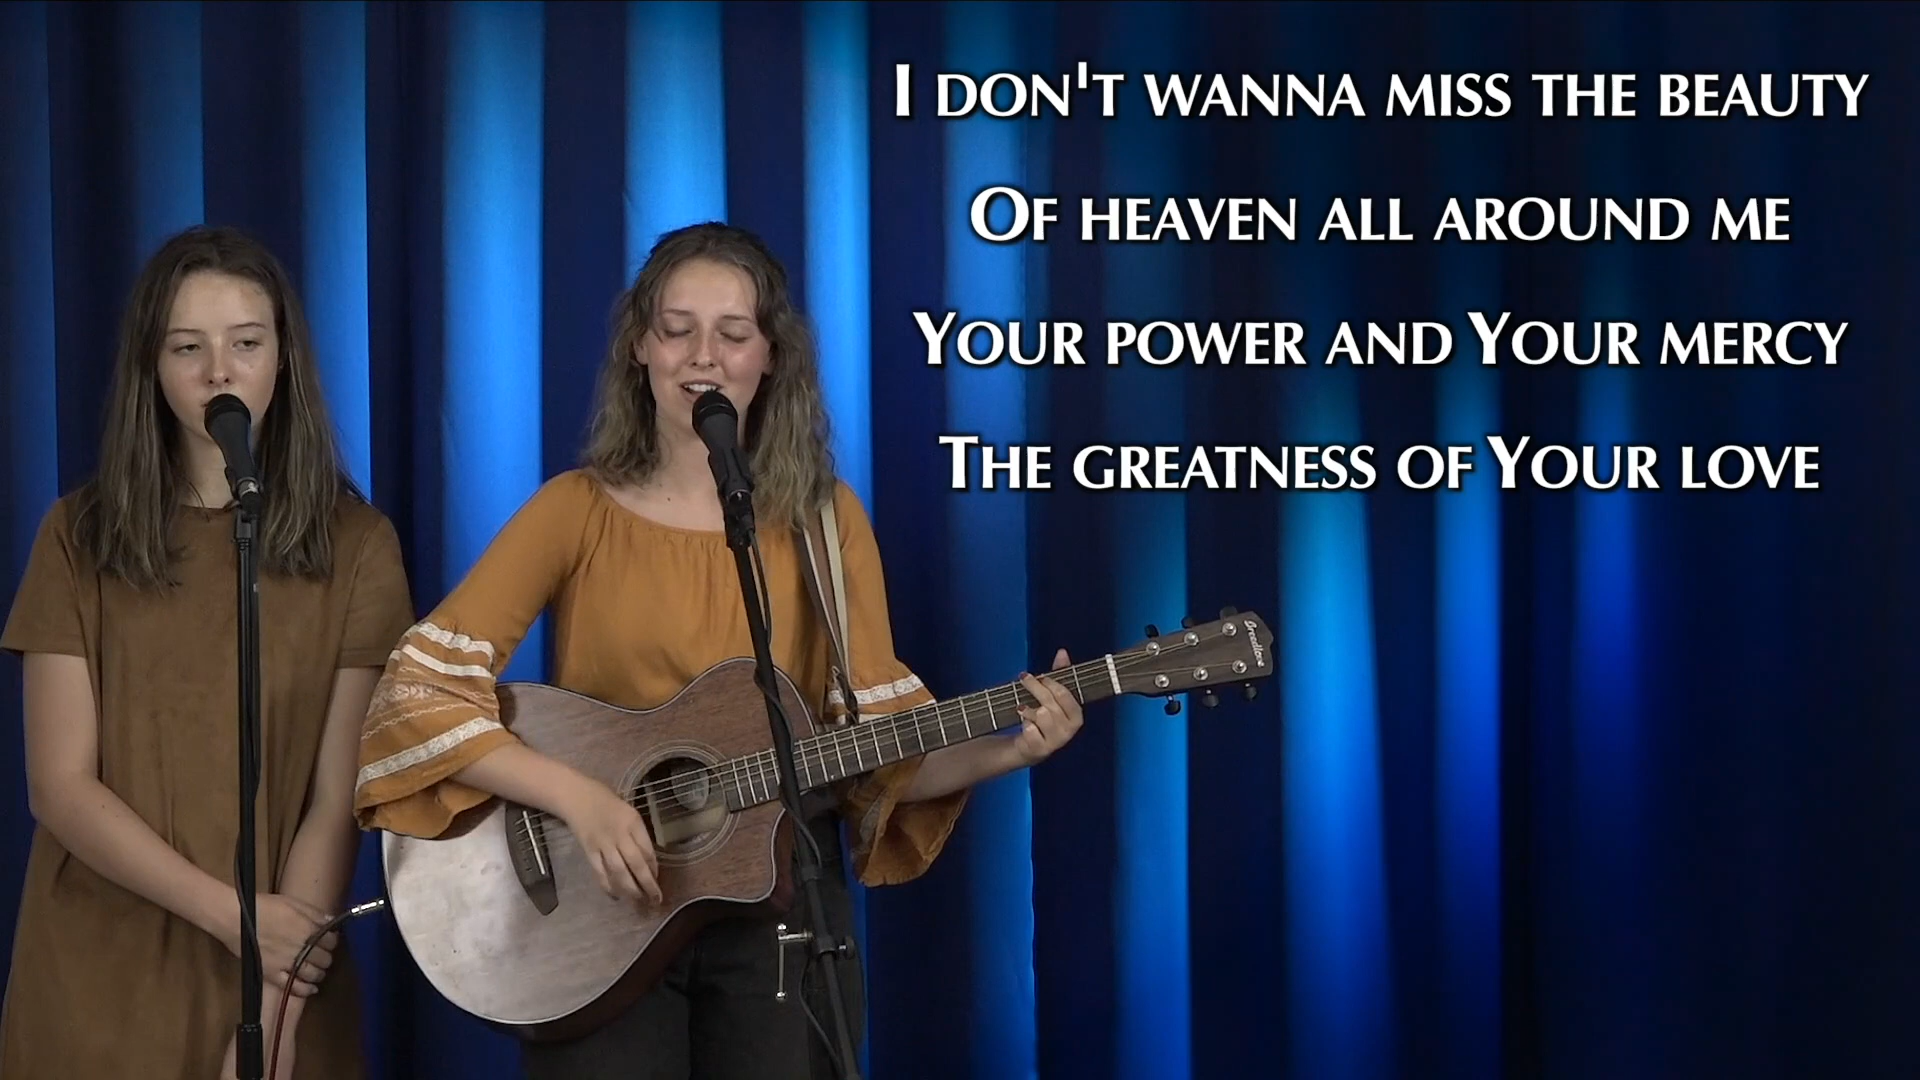 I DON'T WANNA MISS THE BEAUTY
OF HEAVEN ALL AROUND ME
YOUR POWER AND YOUR MERCY
THE GREATNESS OF YOUR LOVE
Breedlove